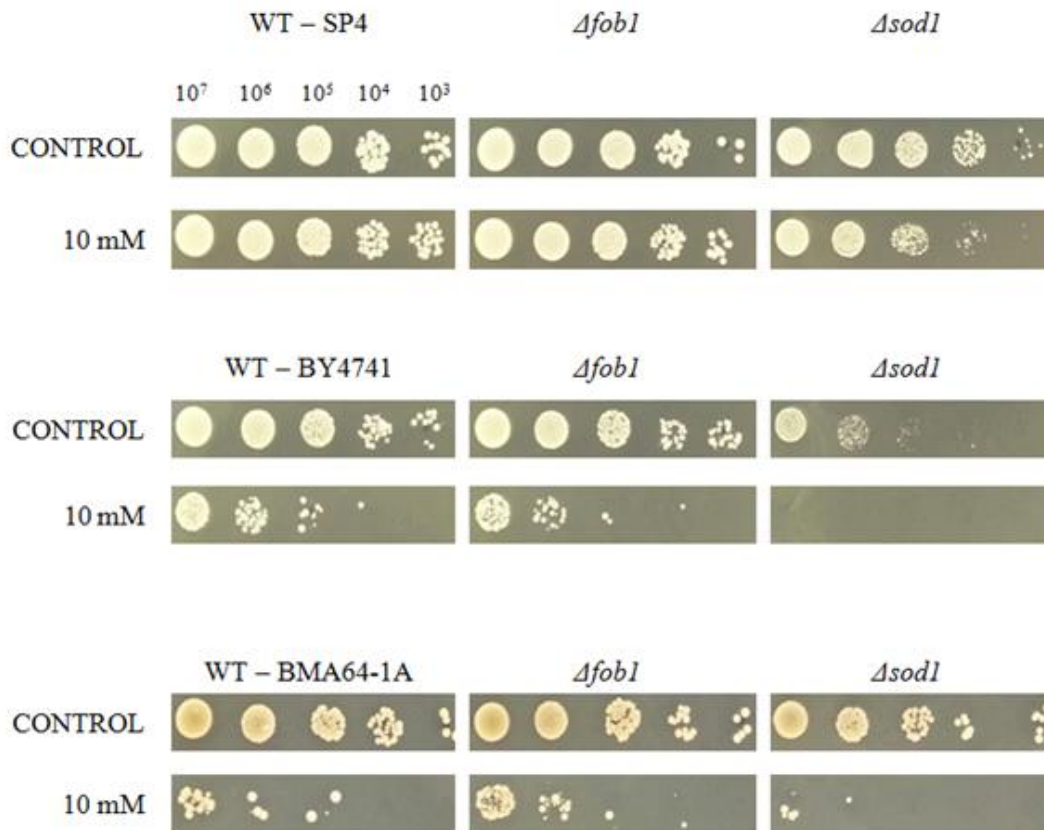 WT – SP4 Δfob1 Δsod1
10⁷ 10⁶ 10⁵ 10⁴ 10³
CONTROL
10 mM
WT – BY4741 Δfob1 Δsod1
CONTROL
10 mM
WT – BMA64-1A Δfob1 Δsod1
CONTROL
10 mM